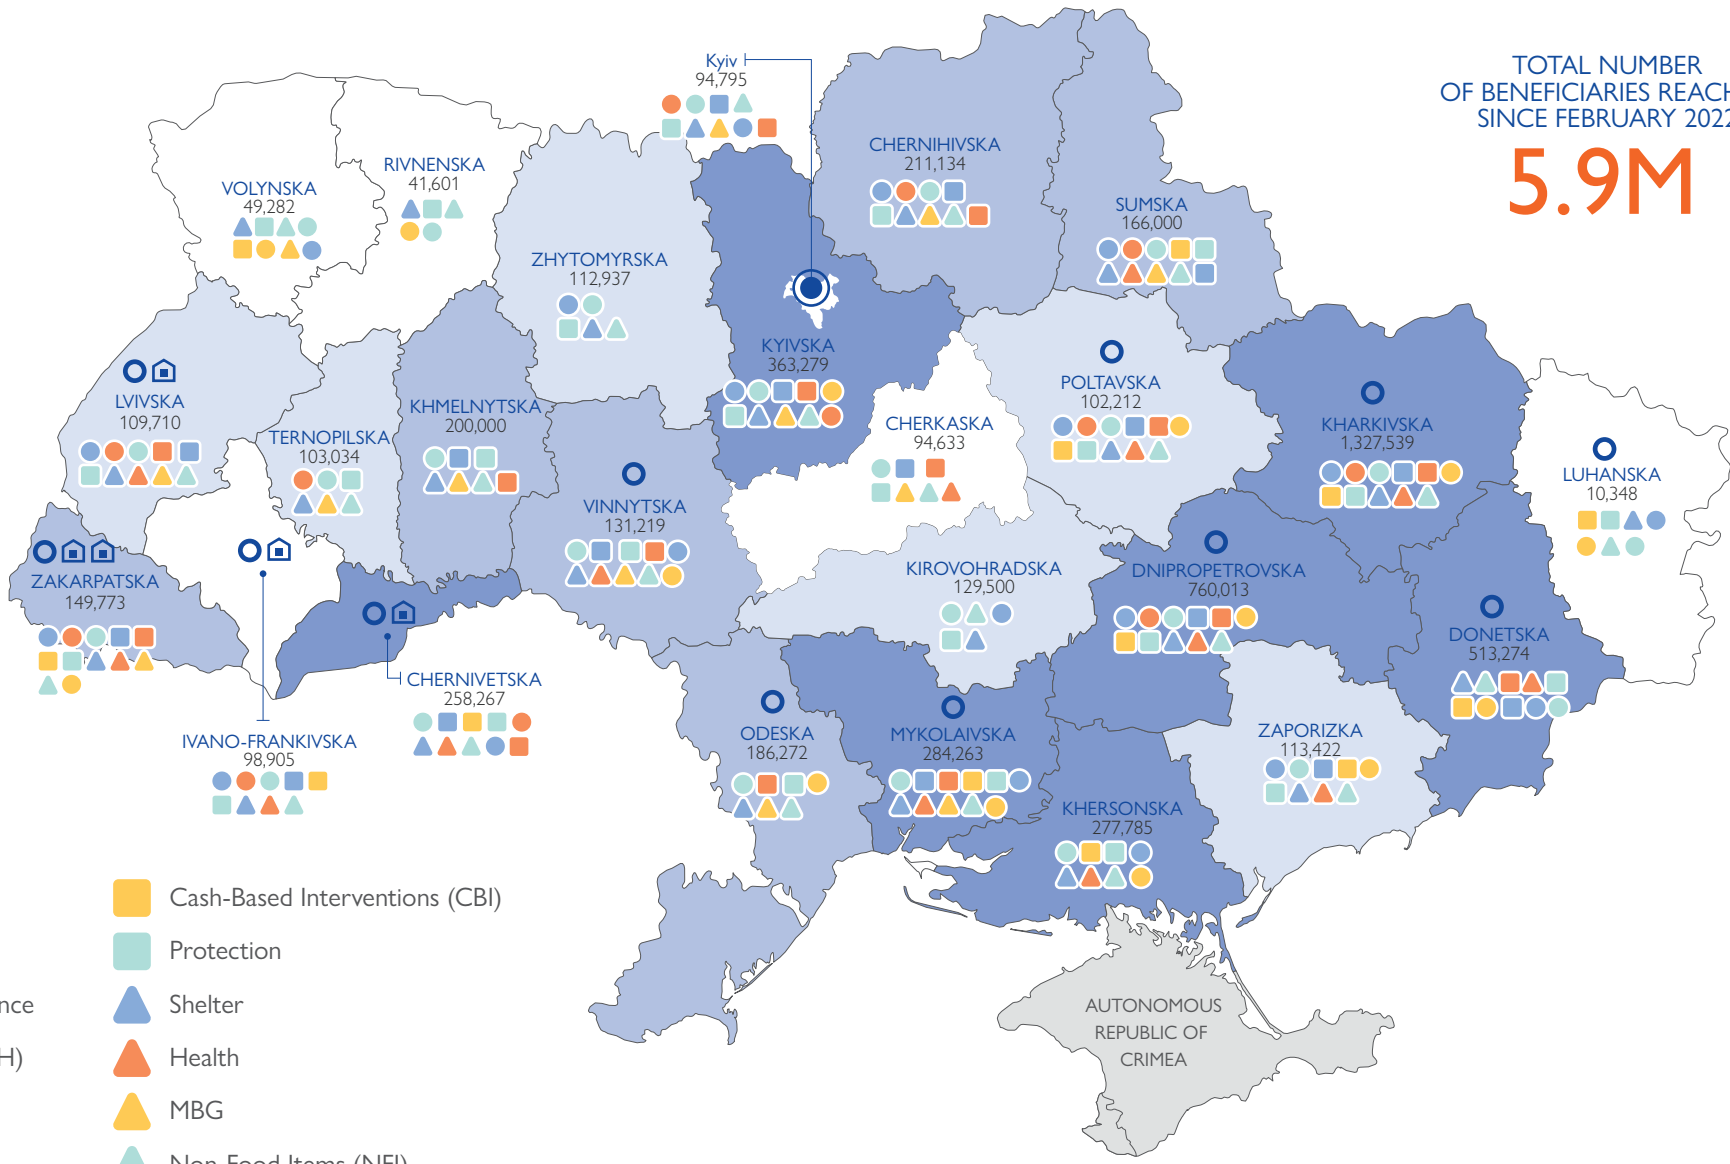 Kyiv
94,795
TOTAL NUMBER
OF BENEFICIARIES REACH
SINCE FEBRUARY 2022
5.9M
CHERNIHIVSKA
211,134
SUMSKA
166,000
RIVNENSKA
41,601
VOLYNSKA
49,282
ZHYTOMYRSKA
112,937
KYIVSKA
363,279
LVIVSKA
109,710
TERNOPILSKA
103,034
KHMELNYTSKA
200,000
VINNYTSKA
131,219
CHERKASKA
94,633
POLTAVSKA
102,212
KHARKIVSKA
1,327,539
LUHANSKA
10,348
ZAKARPATSKA
149,773
KIROVOHRADSKA
129,500
DNIPROPETROVSKA
760,013
DONETSKA
513,274
CHERNIVETSKA
258,267
IVANO-FRANKIVSKA
98,905
ODESKA
186,272
MYKOLAIVSKA
284,263
KHERSONSKA
277,785
ZAPORIZKA
113,422
AUTONOMOUS
REPUBLIC OF
CRIMEA
Cash-Based Interventions (CBI)
Protection
nce
Shelter
H)
Health
MBG
Non-Food Items (NFI)